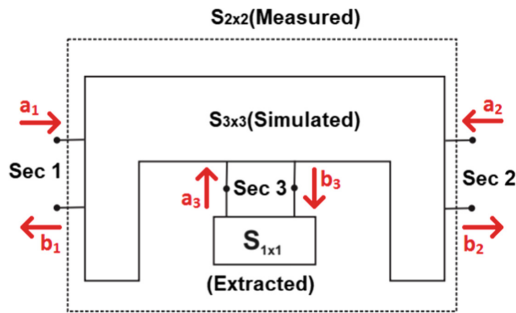 S2x2(Measured)
a1
a2
S3x3(Simulated)
Sec 1
Sec 3
b3
Sec 2
a3
b1
S1x1
b2
(Extracted)